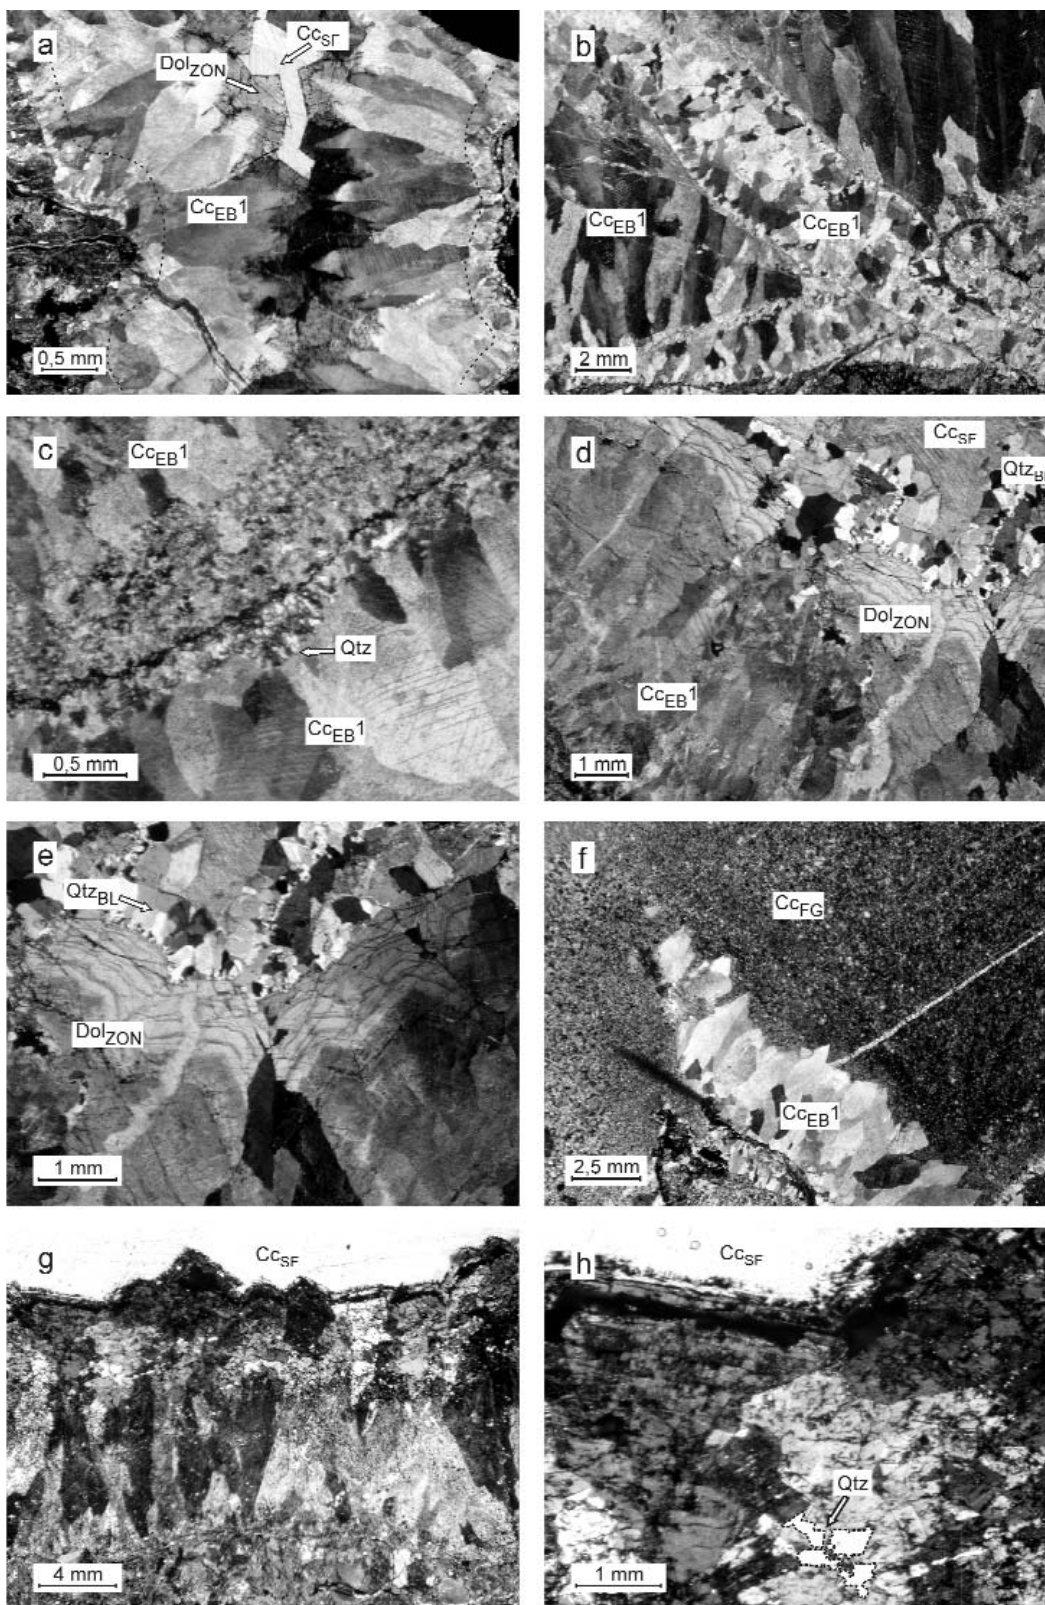 a
Cc_SF
Dol_ZON
Cc_EB1
0,5 mm
b
Cc_EB1
Cc_EB1
2 mm
c
Cc_EB1
Qtz
Cc_EB1
0,5 mm
d
Cc_SF
Qtz
Dol_ZON
Cc_EB1
1 mm
e
Qtz_BL
Dol_ZON
1 mm
f
Cc_FG
Cc_EB1
2,5 mm
g
Cc_SF
4 mm
h
Cc_SF
Qtz
1 mm